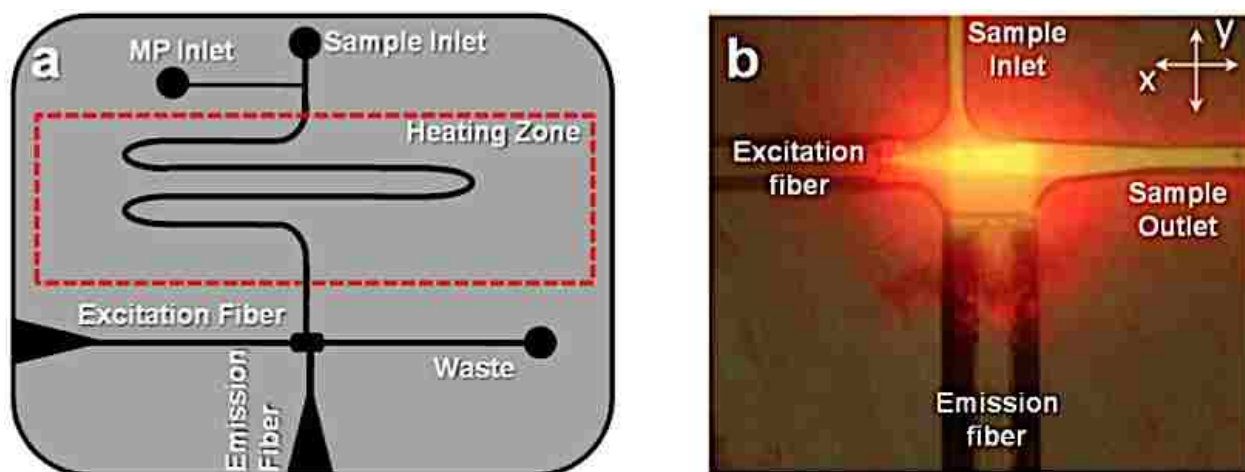 a
MP Inlet
Sample Inlet
Heating Zone
Excitation Fiber
Emission
Fiber
Waste
b
Sample
Inlet
y
x
Excitation
fiber
Sample
Outlet
Emission
fiber